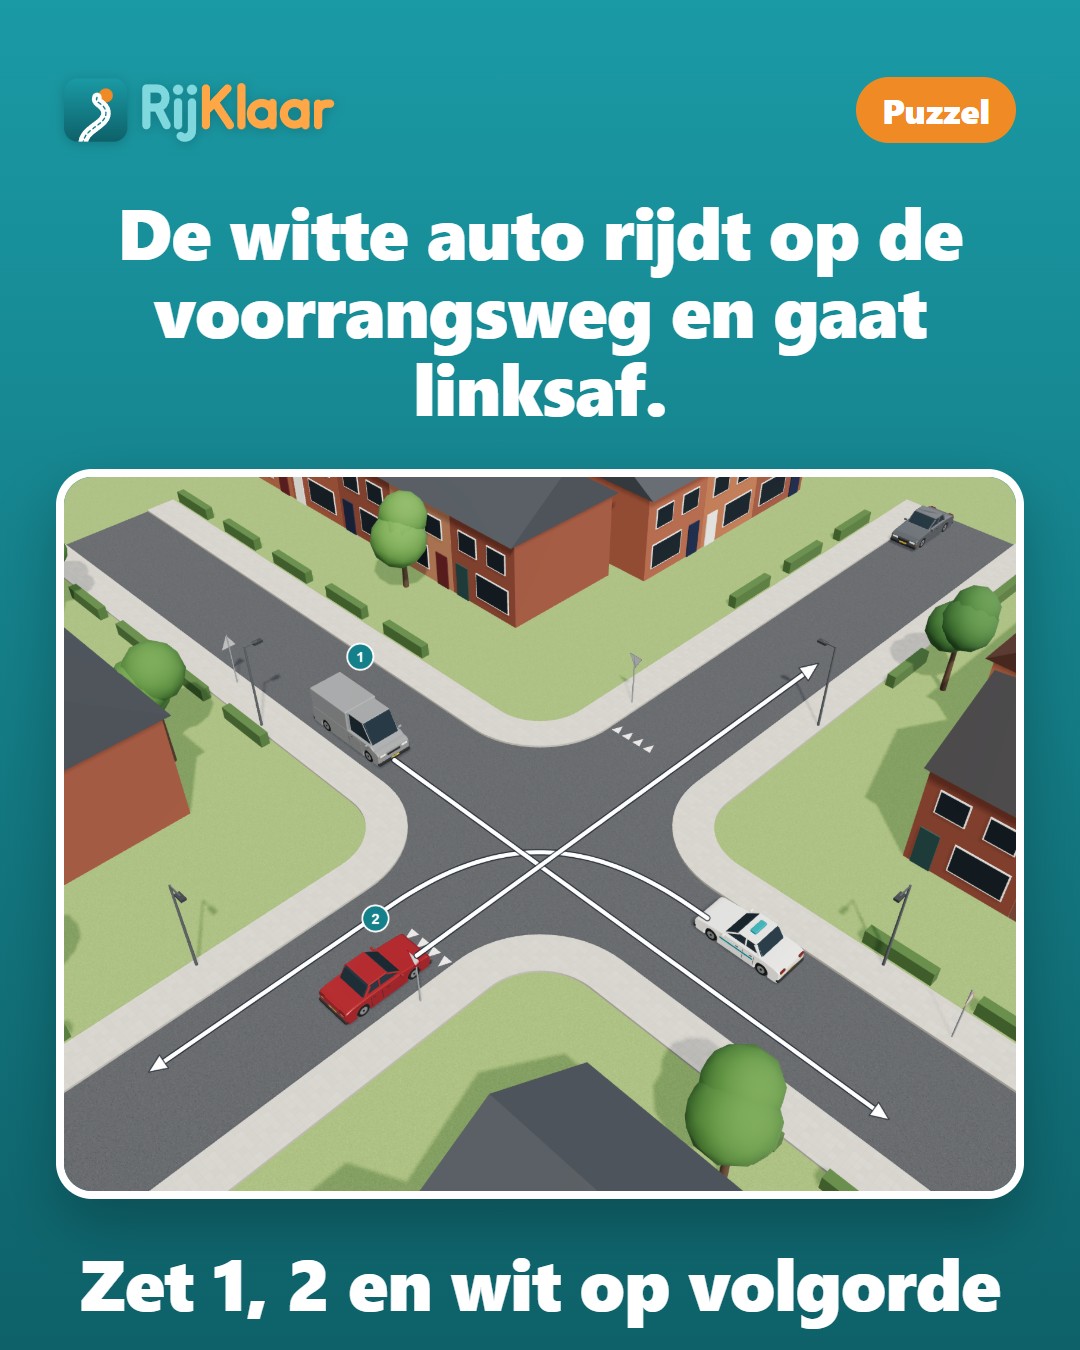 RijKlaar
Puzzel
De witte auto rijdt op de
voorrangsweg en gaat
linksaf.
1
2
Zet 1, 2 en wit op volgorde